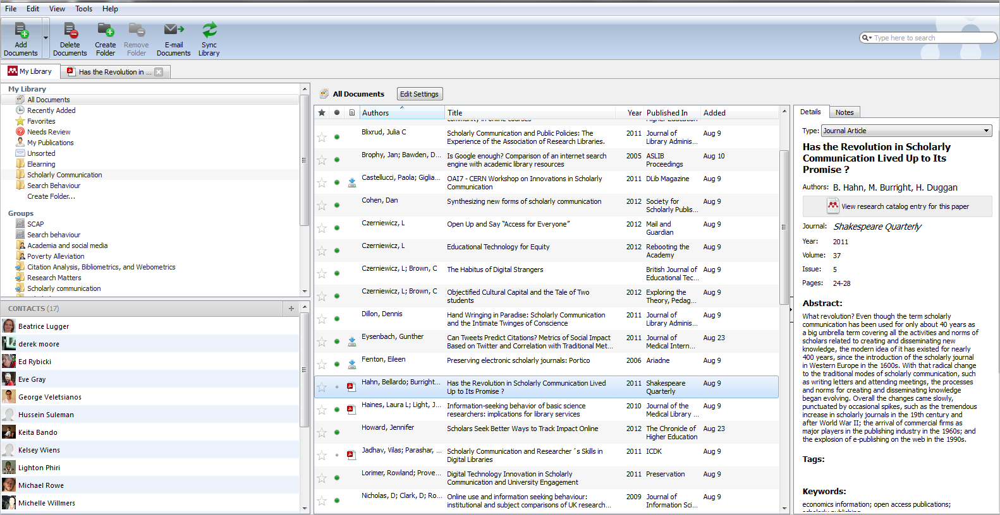 File Edit View Tools Help
Add Documents
Delete Documents
Create Folder
Remove Folder
E-mail Documents
Sync Library
Type here to search
My Library
Has the Revolution in ...
My Library
All Documents
Recently Added
Favorites
Needs Review
My Publications
Unsorted
Elearning
Scholarly Communication
Search Behaviour
Create Folder...
Groups
SCAP
Search behaviour
Academia and social media
Poverty Alleviation
Citation Analysis, Bibliometrics, and Webometrics
Research Matters
Scholarly communication
CONTACTS (17)
Beatrice Lugger
derek moore
Ed Rybicki
Eve Gray
George Veletsianos
Hussein Suleman
Keita Bando
Kelsey Wiens
Lighton Phiri
Michael Rowe
Michelle Willmers
All Documents Edit Settings
Authors Title Year Published In Added
community in online courses Higher Education
Blixrud, Julia C Scholarly Communication and Public Policies: The 2011 Journal of Aug 9
Experience of the Association of Research Libraries. Library Adminis...
Brophy, Jan; Bawden, D... Is Google enough? Comparison of an internet search 2005 ASLIB Aug 10
engine with academic library resources Proceedings
Castellucci, Paola; Giglia... OAI7 - CERN Workshop on Innovations in Scholarly 2011 DLib Magazine Aug 9
Communication
Cohen, Dan Synthesizing new forms of scholarly communication 2012 Society for Aug 9
Scholarly Publis...
Czerniewicz, L Open Up and Say “Access for Everyone” 2012 Mail and Aug 9
Guardian
Czerniewicz, L Educational Technology for Equity 2012 Rebooting the Aug 9
Academy
Czerniewicz, L; Brown, C The Habitus of Digital Strangers British Journal of Aug 9
Educational Tec...
Czerniewicz, L; Brown, C Objectified Cultural Capital and the Tale of Two 2012 Exploring the Aug 9
students Theory, Pedag...
Dillon, Dennis Hand Wringing in Paradise: Scholarly Communication 2011 Journal of Aug 9
and the Intimate Twinges of Conscience Library Adminis...
Eysenbach, Gunther Can Tweets Predict Citations? Metrics of Social Impact 2011 Journal of Aug 23
Based on Twitter and Correlation with Traditional Met... Medical Intern...
Fenton, Eileen Preserving electronic scholarly journals: Portico 2006 Ariadne Aug 9
Hahn, Bellardo; Burright... Has the Revolution in Scholarly Communication Lived 2011 Shakespeare Aug 9
Up to Its Promise ? Quarterly
Haines, Laura L; Light, J... Information-seeking behavior of basic science 2010 Journal of the Aug 9
researchers: implications for library services Medical Library ...
Howard, Jennifer Scholars Seek Better Ways to Track Impact Online 2012 The Chronicle of Aug 23
Higher Education
Jadhav, Vilas; Parashar, ... Scholarly Communication and Researcher ´s Skills in 2011 ICDK Aug 9
Digital Libraries
Lorimer, Rowland; Prove... Digital Technology Innovation in Scholarly 2011 Preservation Aug 9
Communication and University Engagement
Nicholas, D; Clark, D; Ro... Online use and information seeking behaviour: 2009 Journal of Aug 9
institutional and subject comparisons of UK research... Information Sci...
Details Notes
Type: Journal Article
Has the Revolution in Scholarly
Communication Lived Up to Its
Promise ?
Authors: B. Hahn, M. Burright, H. Duggan
View research catalog entry for this paper
Journal: Shakespeare Quarterly
Year: 2011
Volume: 37
Issue: 5
Pages: 24-28
Abstract:
What revolution? Even though the term scholarly
communication has been used for only about 40 years as
a big umbrella term covering all the activities and norms of
scholars related to creating and disseminating new
knowledge, the modern idea of it has existed for nearly
400 years, since the introduction of the scholarly journal
in Western Europe in the 1600s. With that radical change
to the traditional modes of scholarly communication, such
as writing letters and attending meetings, the processes
and norms for creating and disseminating knowledge
began evolving. Overall the changes came slowly,
punctuated by occasional spikes, such as the tremendous
increase in scholarly journals in the 19th century and
after World War II; the arrival of commercial firms as
major players in the publishing industry in the 1960s; and
the explosion of e-publishing on the web in the 1990s.
Tags:
Keywords:
economics information; open access publications;
scholarly publishing